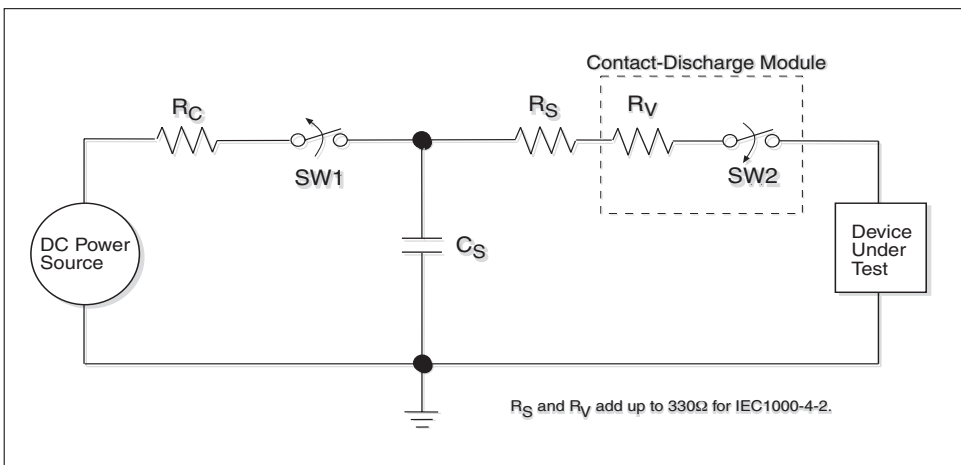 Contact-Discharge Module
RC
RS
RV
SW1
SW2
CS
DC Power
Source
Device
Under
Test
RS and RV add up to 330Ω for IEC1000-4-2.